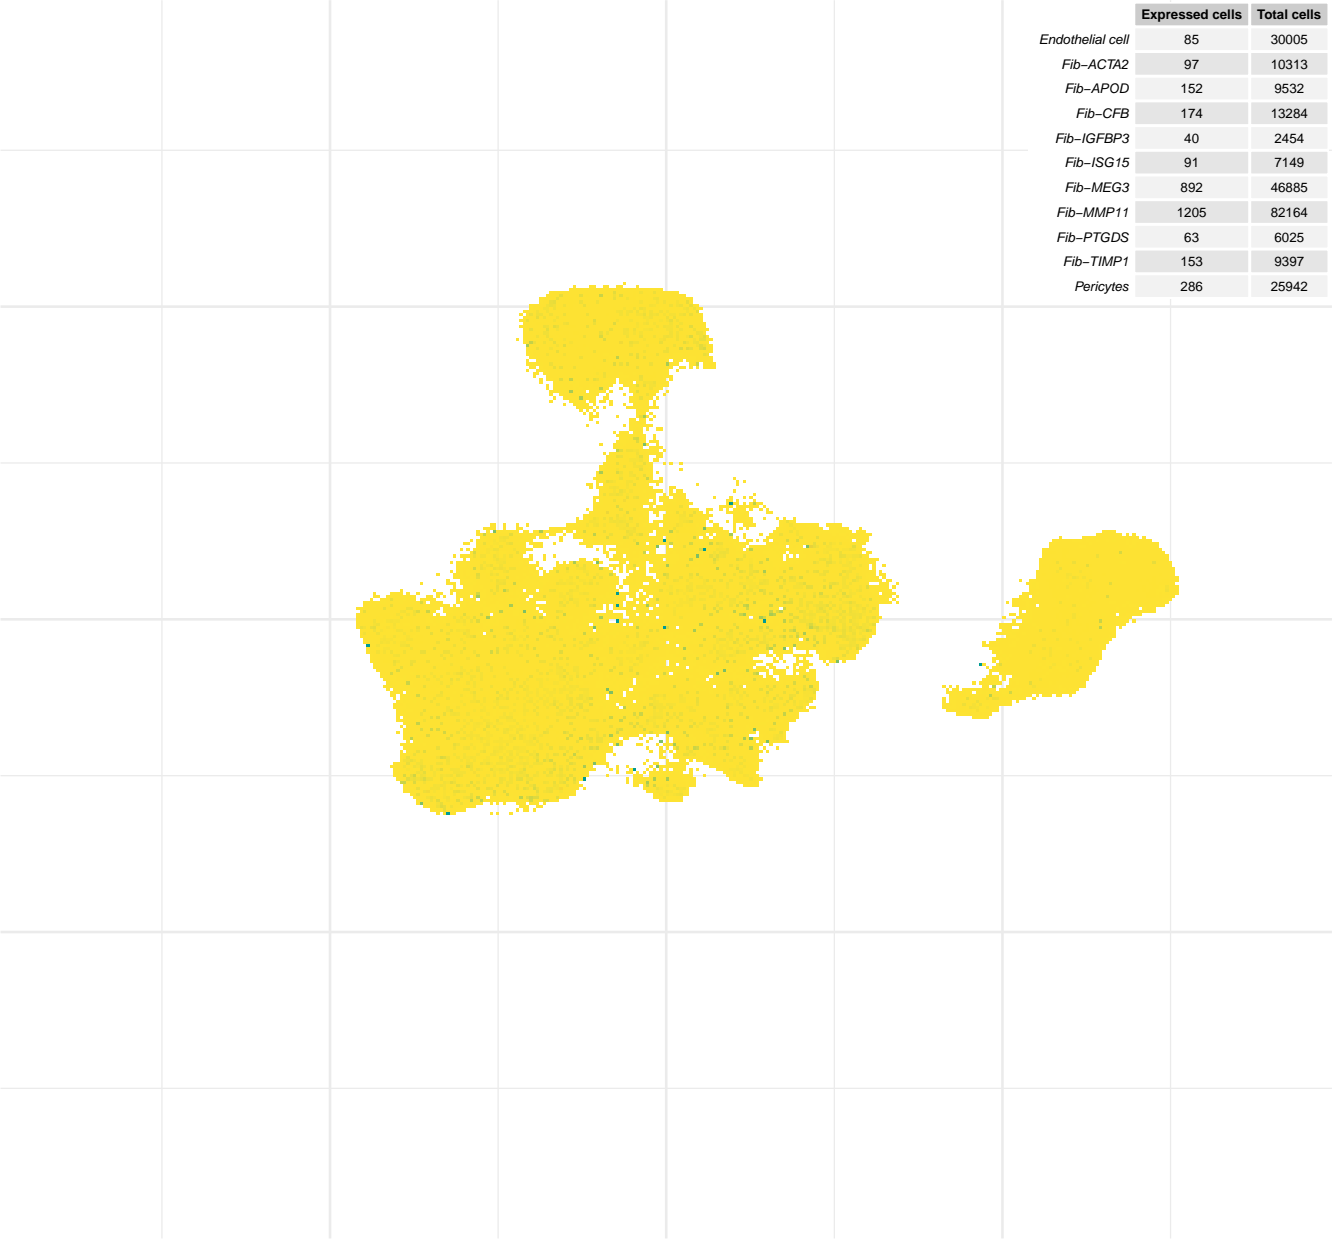 Expressed cells Total cells
Endothelial cell 85 30005
Fib−ACTA2 97 10313
Fib−APOD 152 9532
Fib−CFB 174 13284
Fib−IGFBP3 40 2454
Fib−ISG15 91 7149
Fib−MEG3 892 46885
Fib−MMP11 1205 82164
Fib−PTGDS 63 6025
Fib−TIMP1 153 9397
Pericytes 286 25942